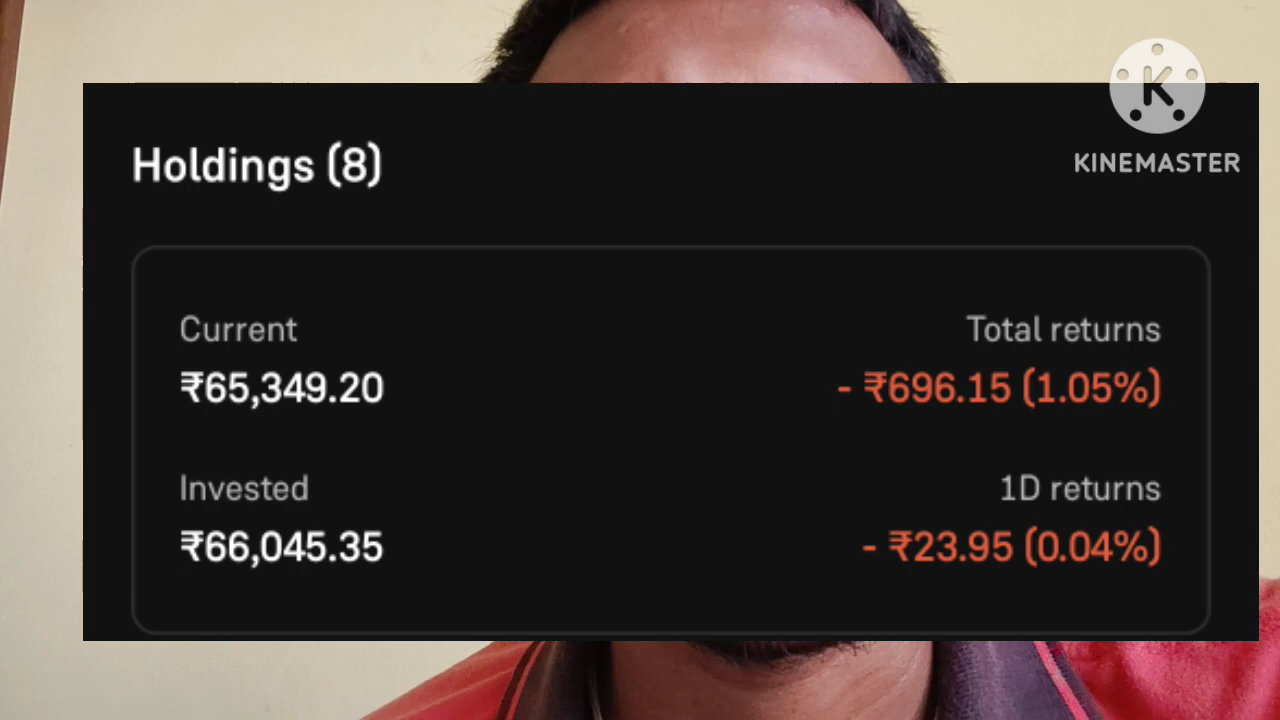 K
KINEMASTER
Holdings (8)
Current
Total returns
₹65,349.20
- ₹696.15 (1.05%)
Invested
1D returns
₹66,045.35
- ₹23.95 (0.04%)